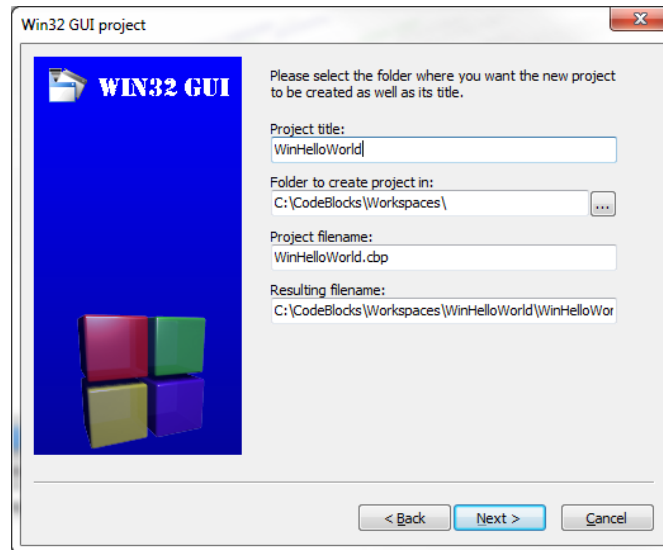 Win32 GUI project
WIN32 GUI
Please select the folder where you want the new project
to be created as well as its title.
Project title:
WinHelloWorld
Folder to create project in:
C:\CodeBlocks\Workspaces\
...
Project filename:
WinHelloWorld.cbp
Resulting filename:
C:\CodeBlocks\Workspaces\WinHelloWorld\WinHelloWor
< Back
Next >
Cancel